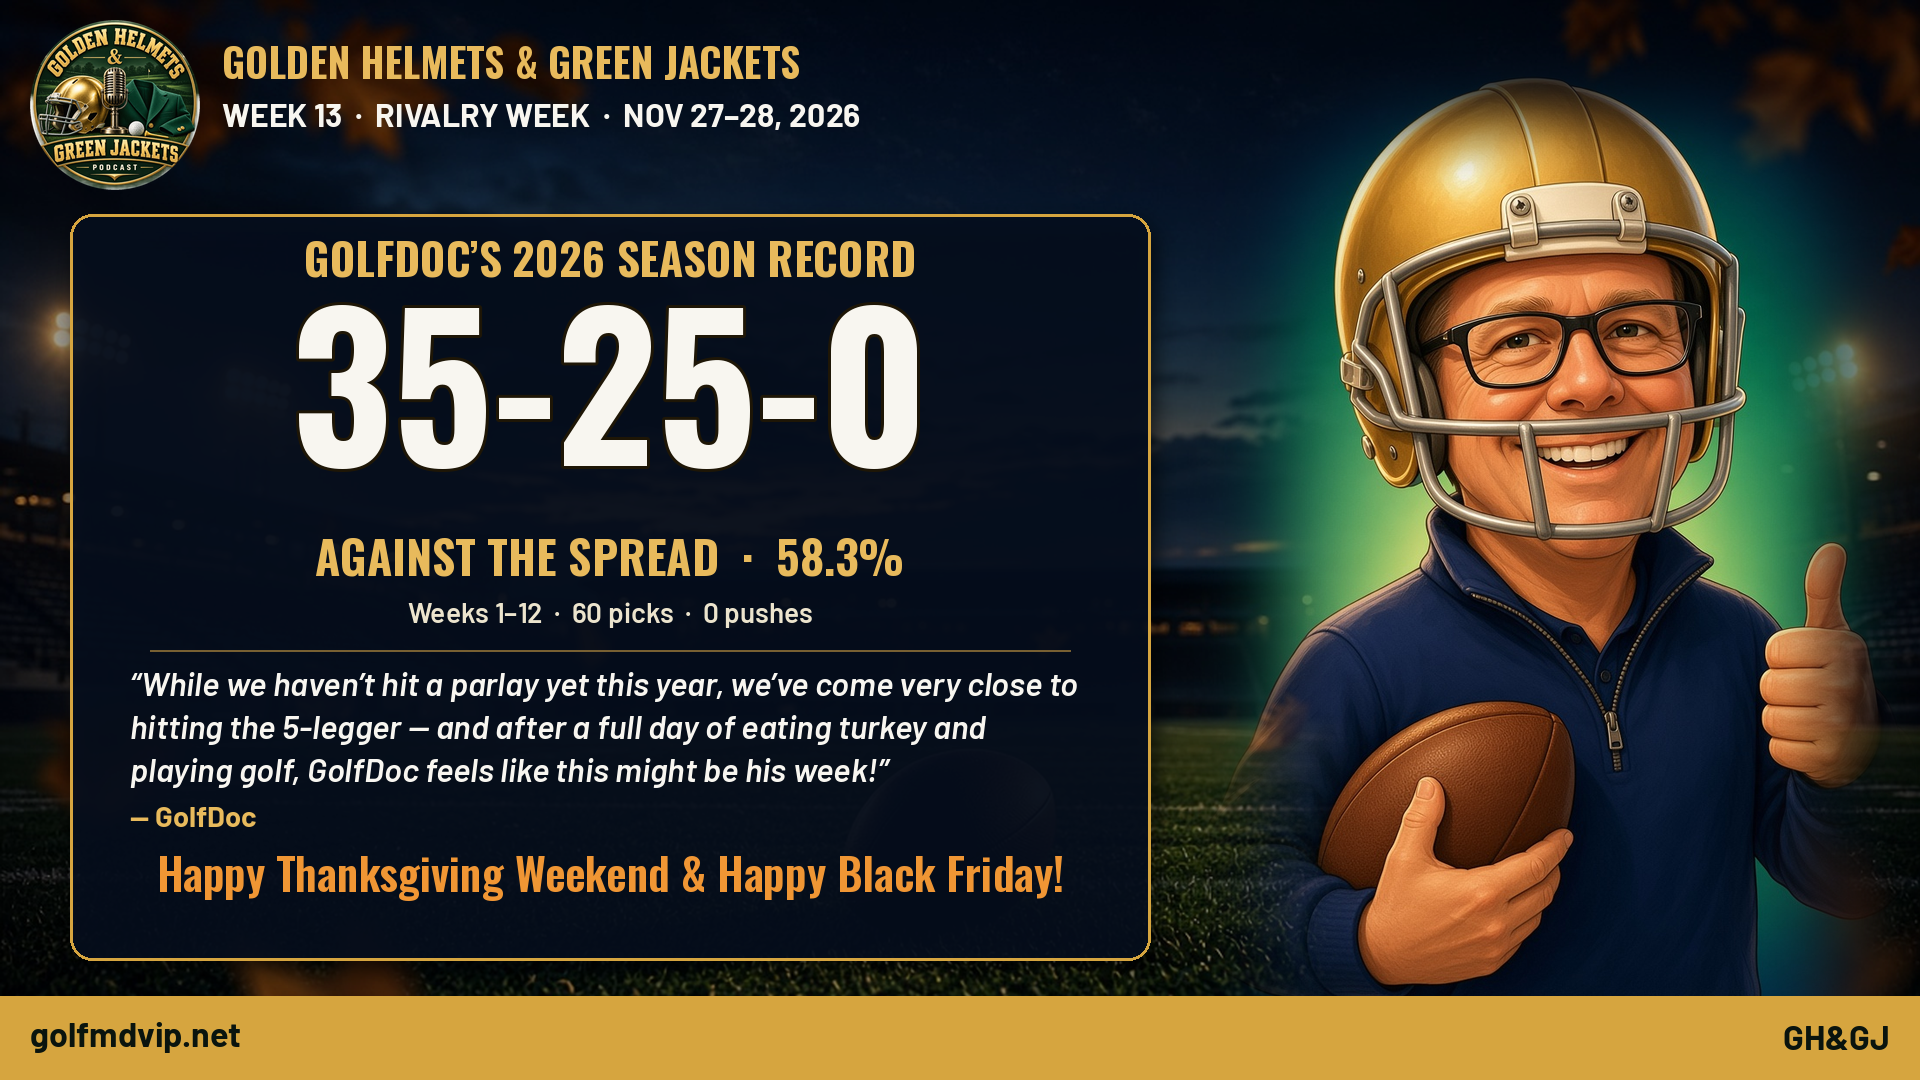 GOLDEN HELMETS
&
GREEN JACKETS
PODCAST
GOLDEN HELMETS & GREEN JACKETS
WEEK 13 · RIVALRY WEEK · NOV 27–28, 2026
GOLFDOC’S 2026 SEASON RECORD
35-25-0
AGAINST THE SPREAD · 58.3%
Weeks 1–12 · 60 picks · 0 pushes
“While we haven’t hit a parlay yet this year, we’ve come very close to
hitting the 5-legger — and after a full day of eating turkey and
playing golf, GolfDoc feels like this might be his week!”
— GolfDoc
Happy Thanksgiving Weekend & Happy Black Friday!
golfmdvip.net
GH&GJ